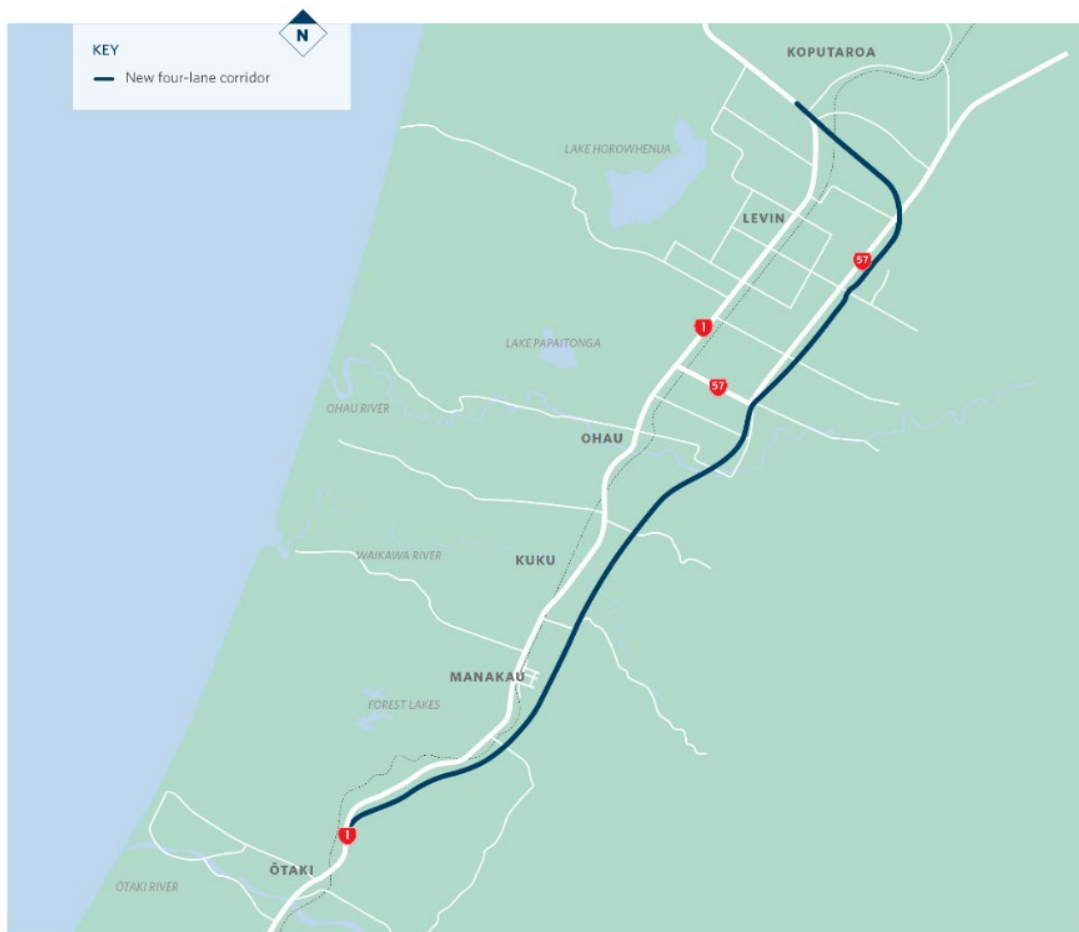 N
KEY
New four-lane corridor
KOPUTAROA
LAKE HOROWHENUA
LEVIN
57
1
LAKE PAPAITONGA
57
OHAU RIVER
OHAU
WAIKAWA RIVER
KUKU
MANAKAU
FOREST LAKES
1
ŌTAKI
ŌTAKI RIVER